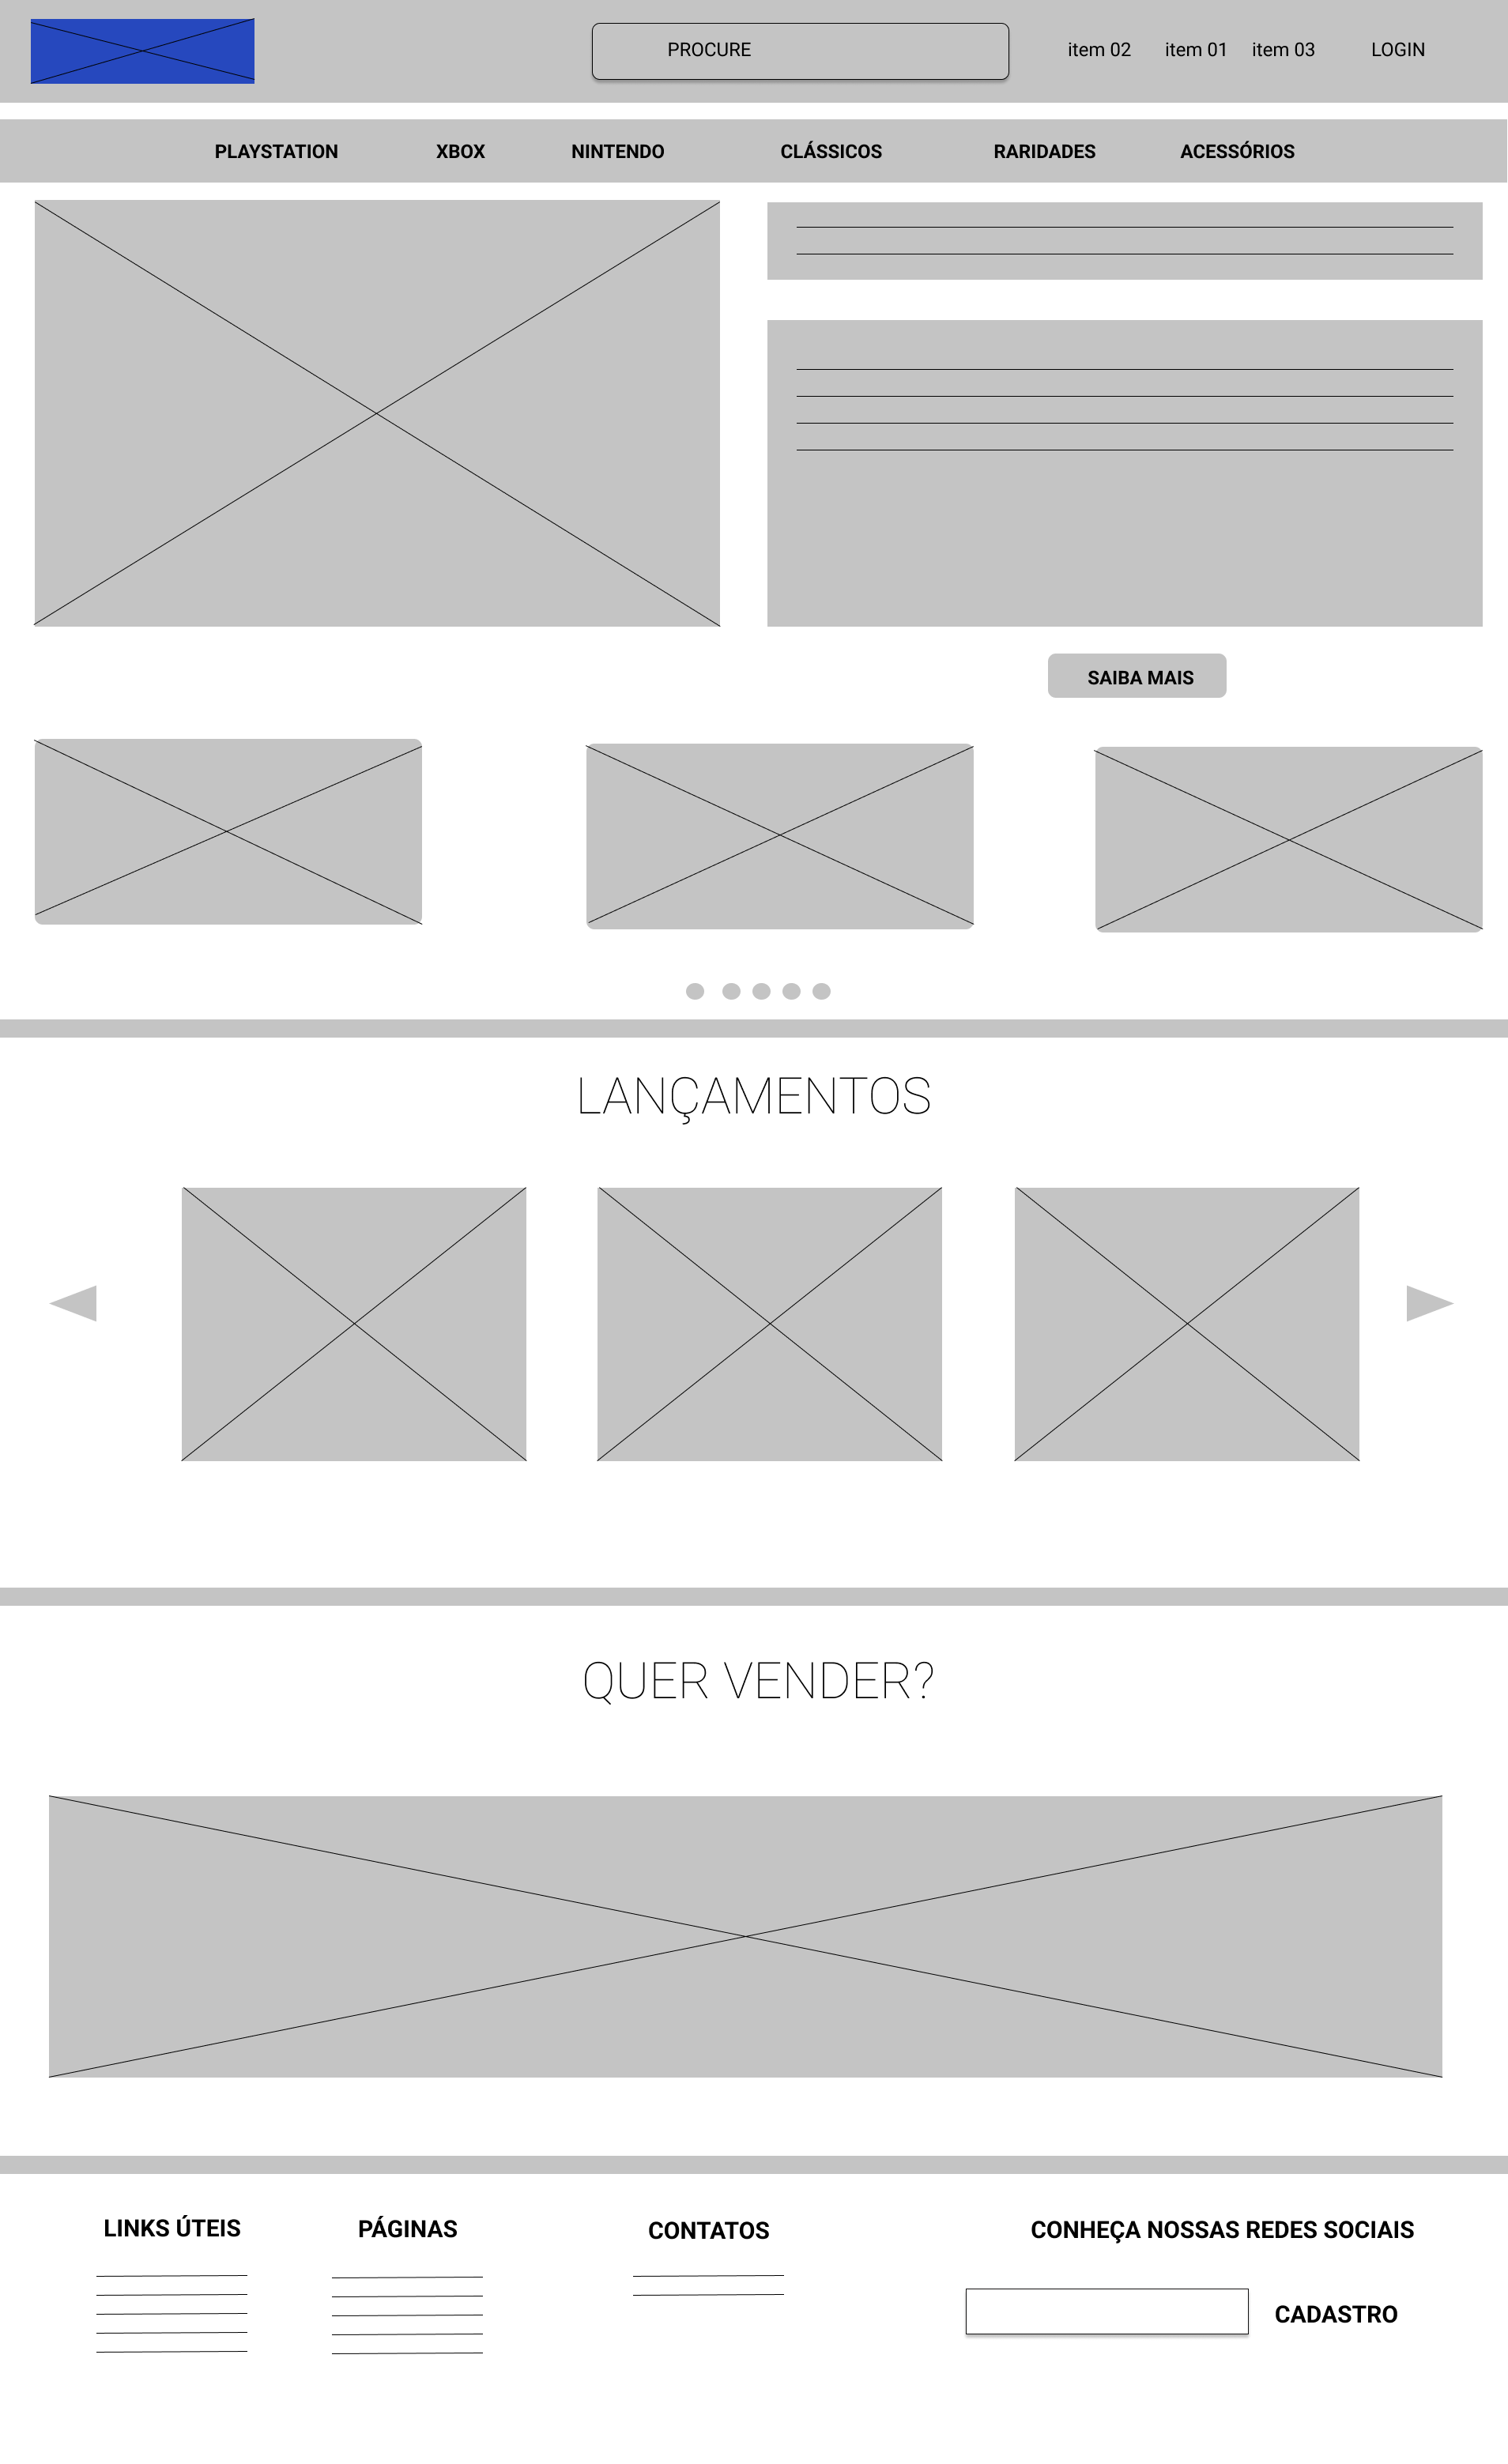 PROCURE
item 02 item 01 item 03 LOGIN
PLAYSTATION XBOX NINTENDO CLÁSSICOS RARIDADES ACESSÓRIOS
SAIBA MAIS
LANÇAMENTOS
QUER VENDER?
LINKS ÚTEIS
PÁGINAS
CONTATOS
CONHEÇA NOSSAS REDES SOCIAIS
CADASTRO